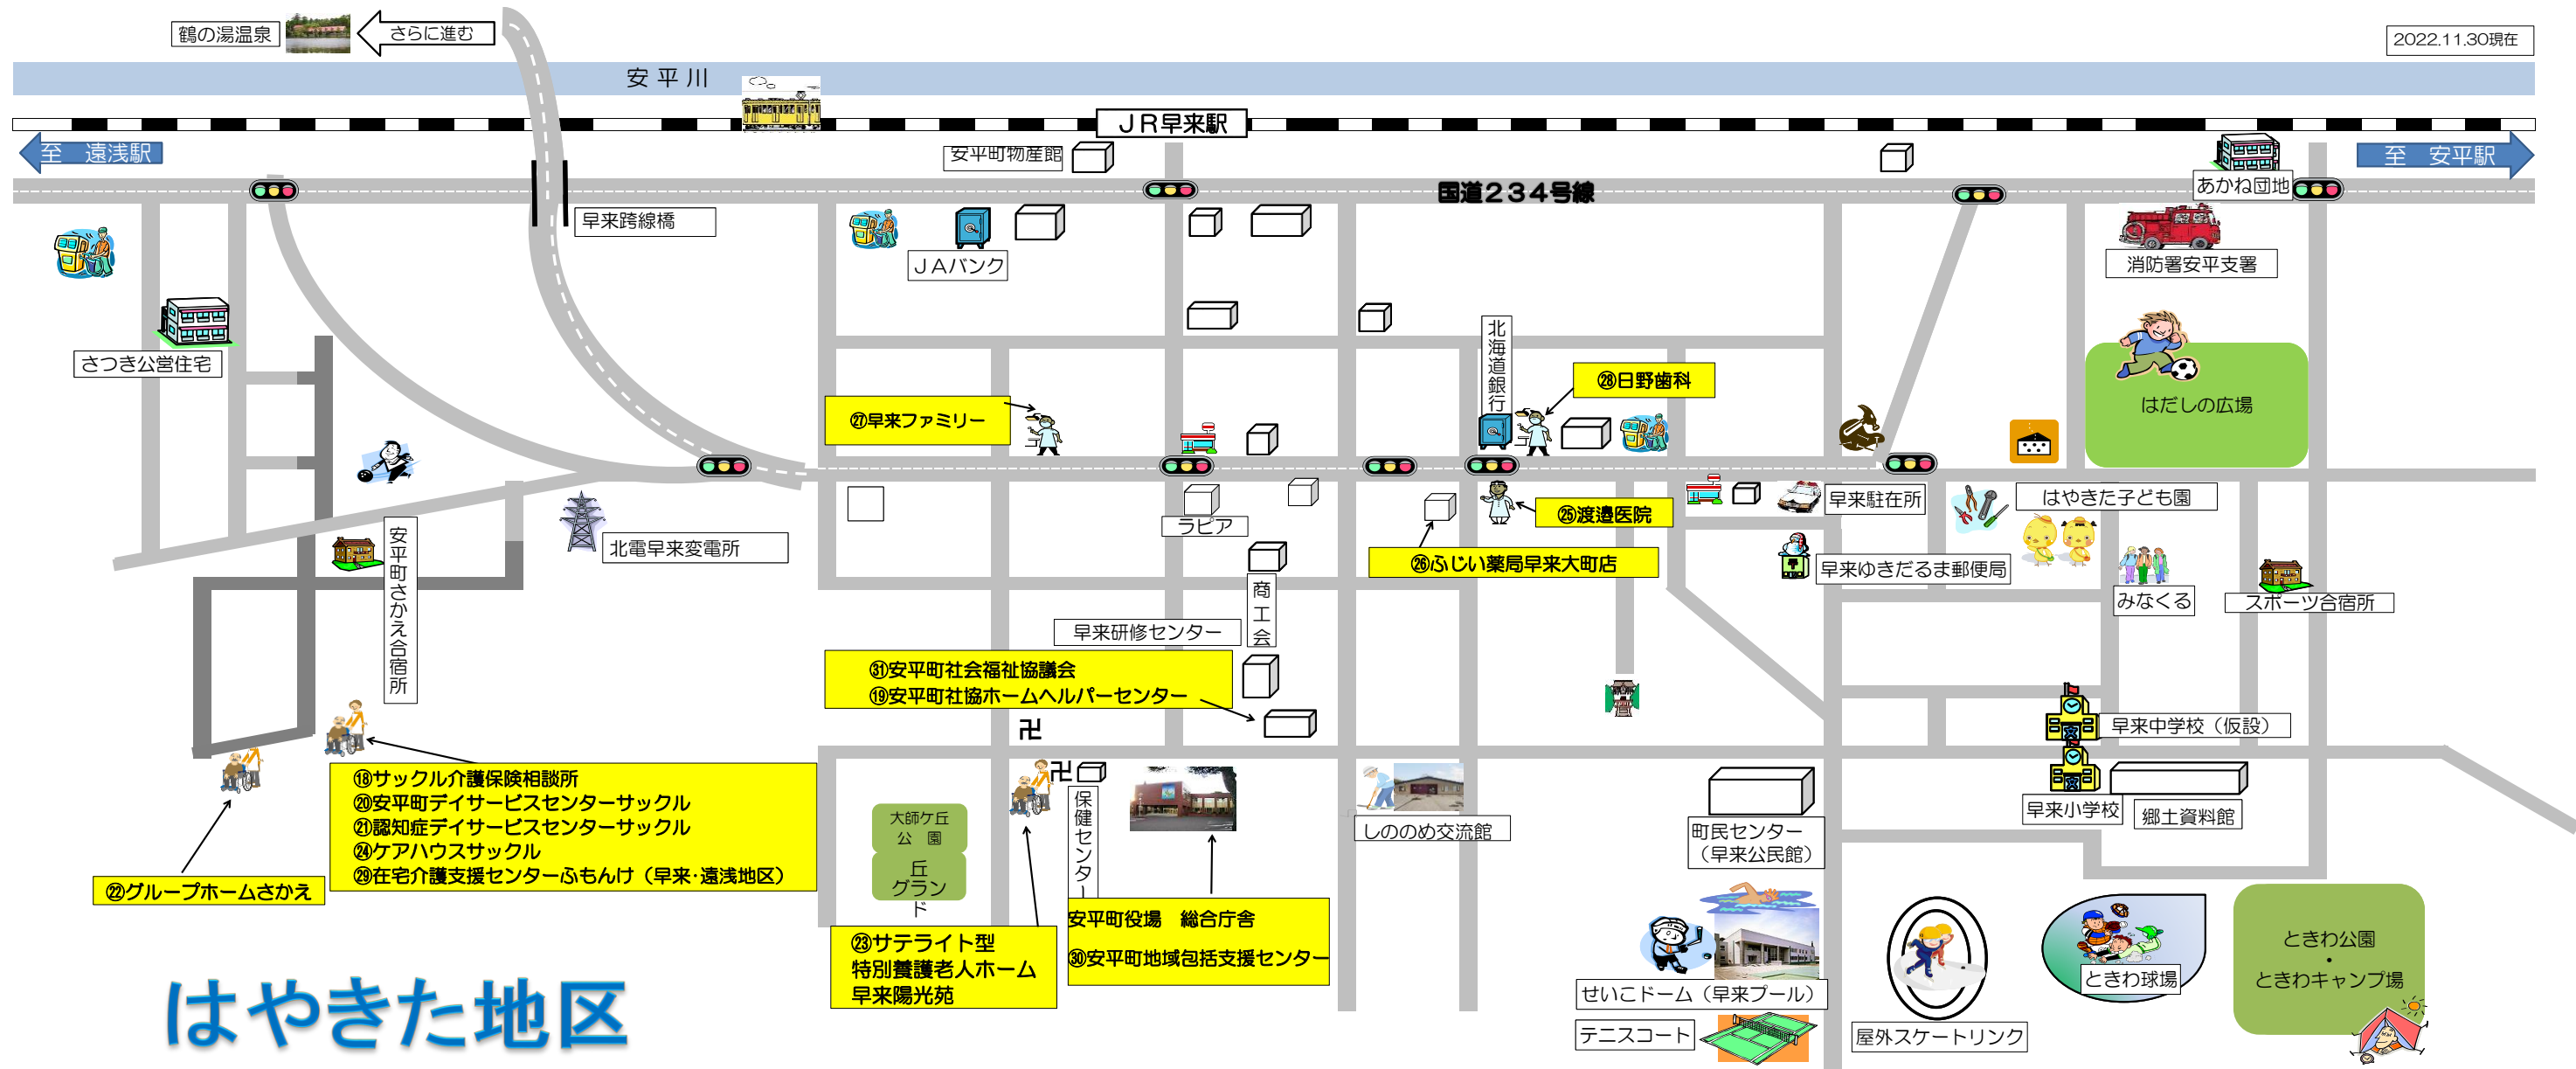 鶴の湯温泉
さらに進む
2022.11.30現在
安平川
JR早来駅
至　遠浅駅
安平町物産館
至　安平駅
国道234号線
あかね団地
早来跨線橋
JAバンク
消防署安平支署
さつき公営住宅
北海道銀行
㉘日野歯科
㉗早来ファミリー
はだしの広場
安平町さかえ合宿所
北電早来変電所
ラピア
㉕渡邉医院
㉖ふじい薬局早来大町店
早来駐在所
はやきた子ども園
早来ゆきだるま郵便局
みなくる
スポーツ合宿所
商工会
早来研修センター
㉛安平町社会福祉協議会
⑲安平町社協ホームヘルパーセンター
卍
早来中学校（仮設）
⑱サックル介護保険相談所
⑳安平町デイサービスセンターサックル
㉑認知症デイサービスセンターサックル
㉔ケアハウスサックル
㉙在宅介護支援センターふもんけ（早来・遠浅地区）
㉒グループホームさかえ
卍
保健センター
大師ケ丘
公　園
丘
グラン
ド
しののめ交流館
町民センター
（早来公民館）
早来小学校
郷土資料館
安平町役場　総合庁舎
㉚安平町地域包括支援センター
㉓サテライト型
特別養護老人ホーム
早来陽光苑
せいこドーム（早来プール）
テニスコート
屋外スケートリンク
ときわ球場
ときわ公園
・
ときわキャンプ場
はやきた地区